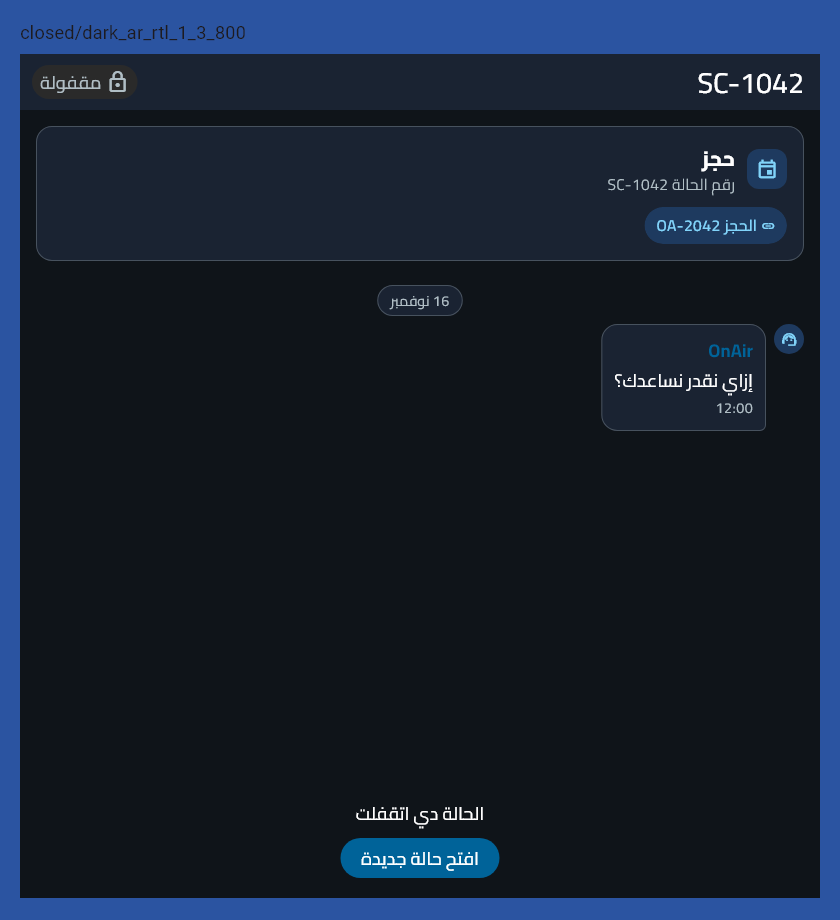 closed/dark_ar_rtl_1_3_800
SC-1042
مقفولة
حجز
رقم الحالة SC-1042
الحجز OA-2042
16 نوفمبر
OnAir
إزاي نقدر نساعدك؟
12:00
الحالة دي اتقفلت
افتح حالة جديدة